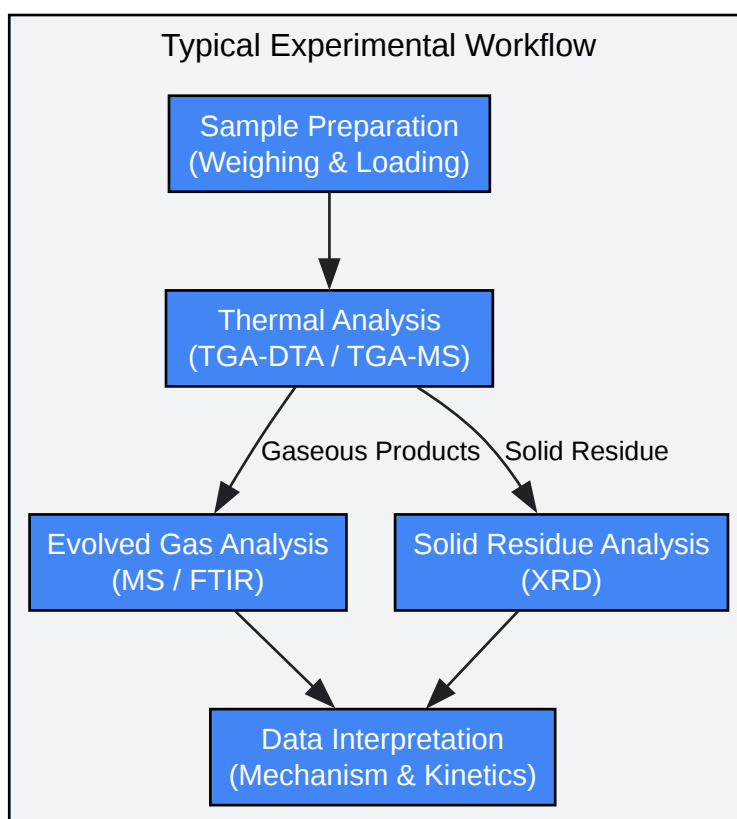 Typical Experimental Workflow
Sample Preparation
(Weighing & Loading)
Thermal Analysis
(TGA-DTA / TGA-MS)
Gaseous Products
Solid Residue
Evolved Gas Analysis
(MS / FTIR)
Solid Residue Analysis
(XRD)
Data Interpretation
(Mechanism & Kinetics)